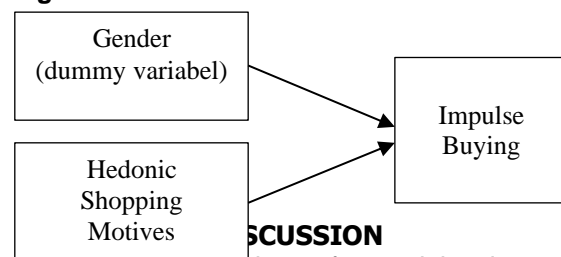 Gender
(dummy variabel)
Impulse
Buying
Hedonic
Shopping
Motives
SCUSSION